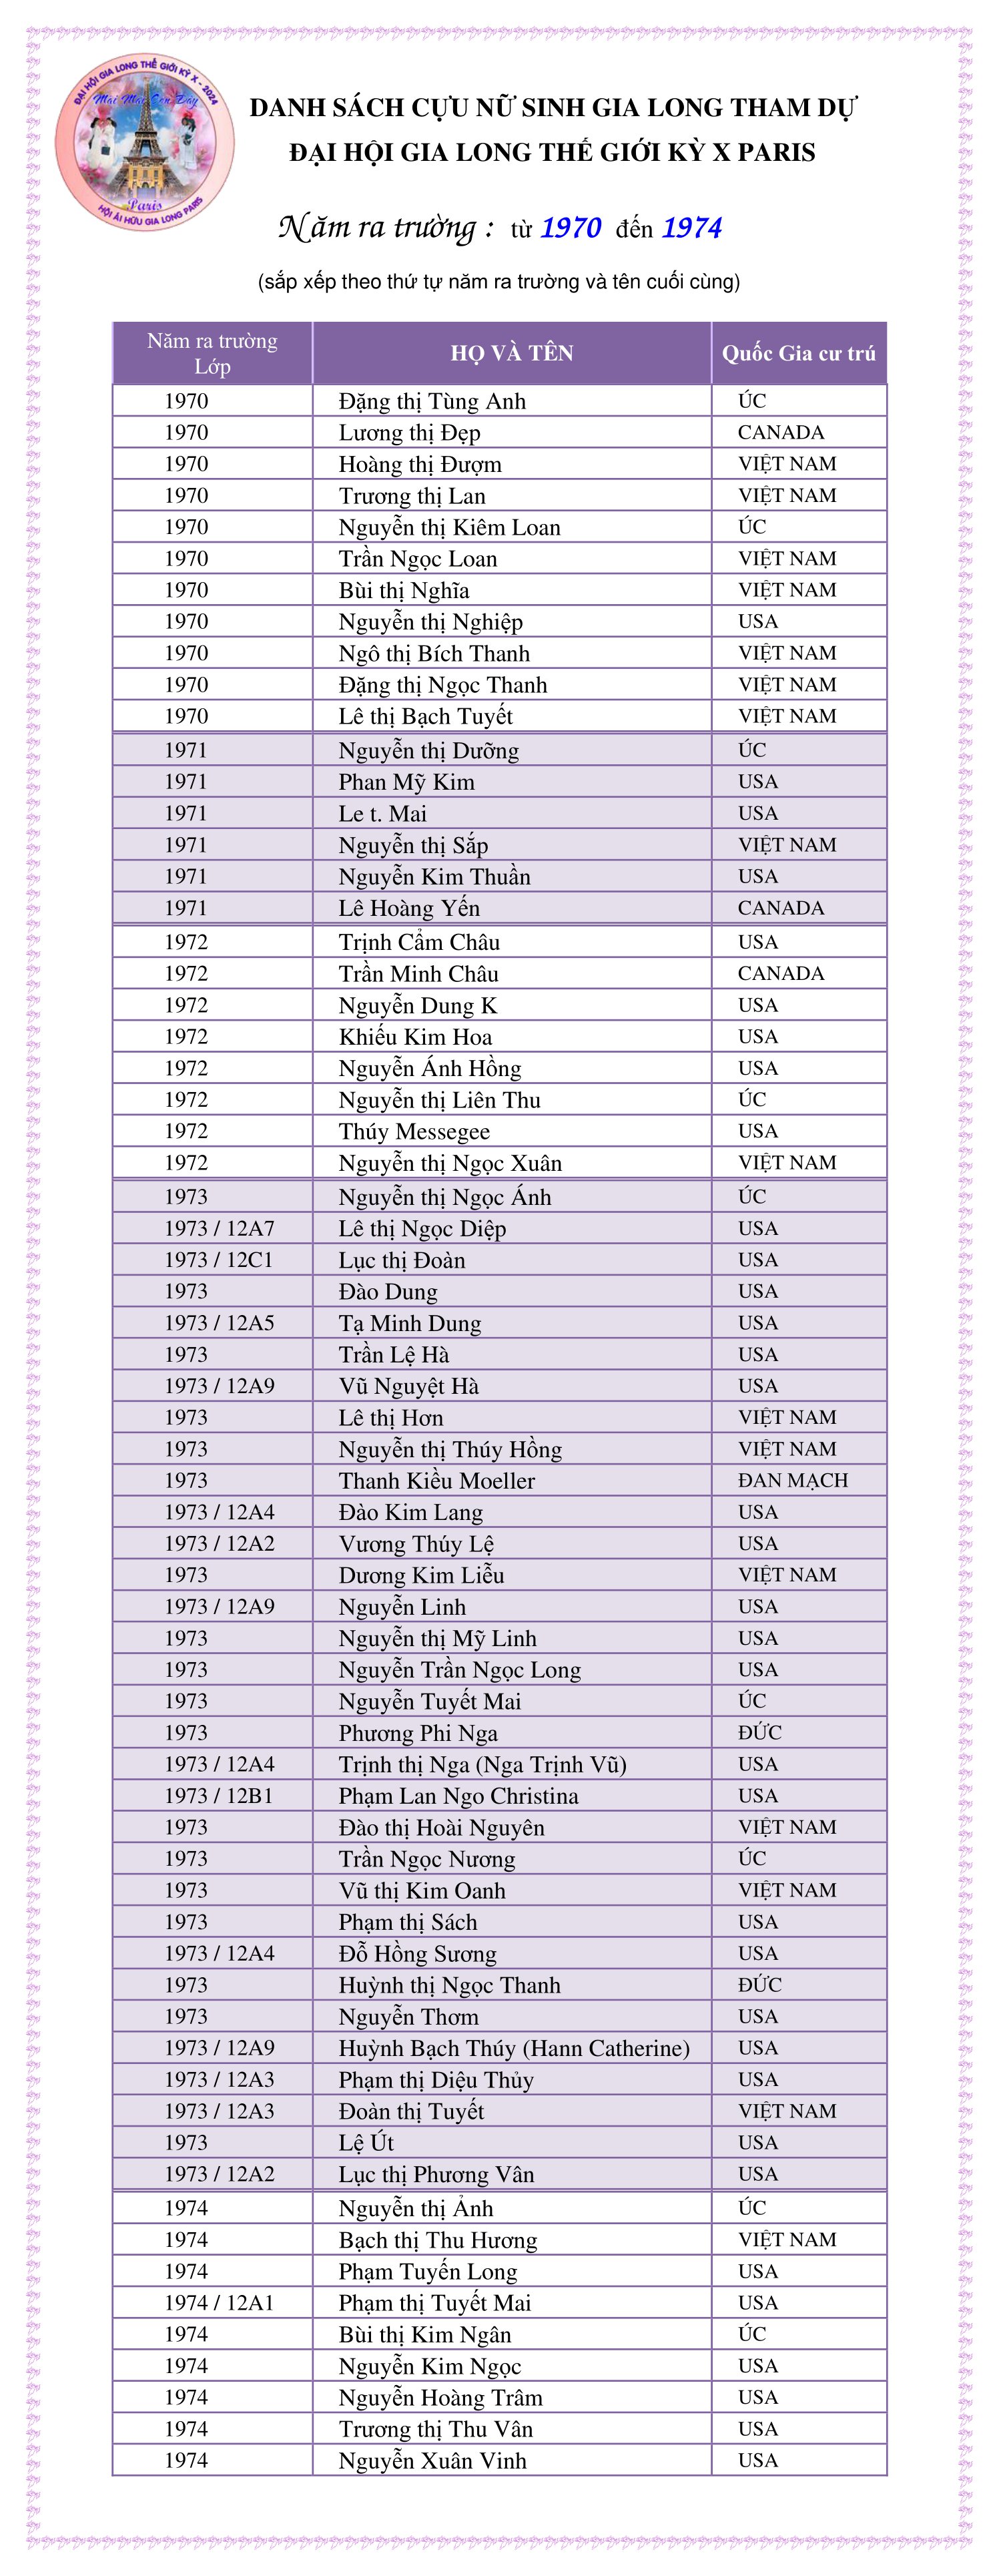 ĐẠI HỘI GIA LONG THẾ GIỚI KỲ X - 2024
Mãi Mãi Còn Đây
Paris
HỘI ÁI HỮU GIA LONG PARIS
DANH SÁCH CỰU NỮ SINH GIA LONG THAM DỰ
ĐẠI HỘI GIA LONG THẾ GIỚI KỲ X PARIS
Năm ra trường : từ 1970 đến 1974
(sắp xếp theo thứ tự năm ra trường và tên cuối cùng)
Năm ra trường
Lớp HỌ VÀ TÊN Quốc Gia cư trú
1970 Đặng thị Tùng Anh ÚC
1970 Lương thị Đẹp CANADA
1970 Hoàng thị Đượm VIỆT NAM
1970 Trương thị Lan VIỆT NAM
1970 Nguyễn thị Kiêm Loan ÚC
1970 Trần Ngọc Loan VIỆT NAM
1970 Bùi thị Nghĩa VIỆT NAM
1970 Nguyễn thị Nghiệp USA
1970 Ngô thị Bích Thanh VIỆT NAM
1970 Đặng thị Ngọc Thanh VIỆT NAM
1970 Lê thị Bạch Tuyết VIỆT NAM
1971 Nguyễn thị Dưỡng ÚC
1971 Phan Mỹ Kim USA
1971 Le t. Mai USA
1971 Nguyễn thị Sắp VIỆT NAM
1971 Nguyễn Kim Thuần USA
1971 Lê Hoàng Yến CANADA
1972 Trịnh Cẩm Châu USA
1972 Trần Minh Châu CANADA
1972 Nguyễn Dung K USA
1972 Khiếu Kim Hoa USA
1972 Nguyễn Ánh Hồng USA
1972 Nguyễn thị Liên Thu ÚC
1972 Thúy Messegee USA
1972 Nguyễn thị Ngọc Xuân VIỆT NAM
1973 Nguyễn thị Ngọc Ánh ÚC
1973 / 12A7 Lê thị Ngọc Diệp USA
1973 / 12C1 Lục thị Đoàn USA
1973 Đào Dung USA
1973 / 12A5 Tạ Minh Dung USA
1973 Trần Lệ Hà USA
1973 / 12A9 Vũ Nguyệt Hà USA
1973 Lê thị Hơn VIỆT NAM
1973 Nguyễn thị Thúy Hồng VIỆT NAM
1973 Thanh Kiều Moeller ĐAN MẠCH
1973 / 12A4 Đào Kim Lang USA
1973 / 12A2 Vương Thúy Lệ USA
1973 Dương Kim Liễu VIỆT NAM
1973 / 12A9 Nguyễn Linh USA
1973 Nguyễn thị Mỹ Linh USA
1973 Nguyễn Trần Ngọc Long USA
1973 Nguyễn Tuyết Mai ÚC
1973 Phương Phi Nga ĐỨC
1973 / 12A4 Trịnh thị Nga (Nga Trịnh Vũ) USA
1973 / 12B1 Phạm Lan Ngo Christina USA
1973 Đào thị Hoài Nguyên VIỆT NAM
1973 Trần Ngọc Nương ÚC
1973 Vũ thị Kim Oanh VIỆT NAM
1973 Phạm thị Sách USA
1973 / 12A4 Đỗ Hồng Sương USA
1973 Huỳnh thị Ngọc Thanh ĐỨC
1973 Nguyễn Thơm USA
1973 / 12A9 Huỳnh Bạch Thúy (Hann Catherine) USA
1973 / 12A3 Phạm thị Diệu Thủy USA
1973 / 12A3 Đoàn thị Tuyết VIỆT NAM
1973 Lệ Út USA
1973 / 12A2 Lục thị Phương Vân USA
1974 Nguyễn thị Ảnh ÚC
1974 Bạch thị Thu Hương VIỆT NAM
1974 Phạm Tuyến Long USA
1974 / 12A1 Phạm thị Tuyết Mai USA
1974 Bùi thị Kim Ngân ÚC
1974 Nguyễn Kim Ngọc USA
1974 Nguyễn Hoàng Trâm USA
1974 Trương thị Thu Vân USA
1974 Nguyễn Xuân Vinh USA